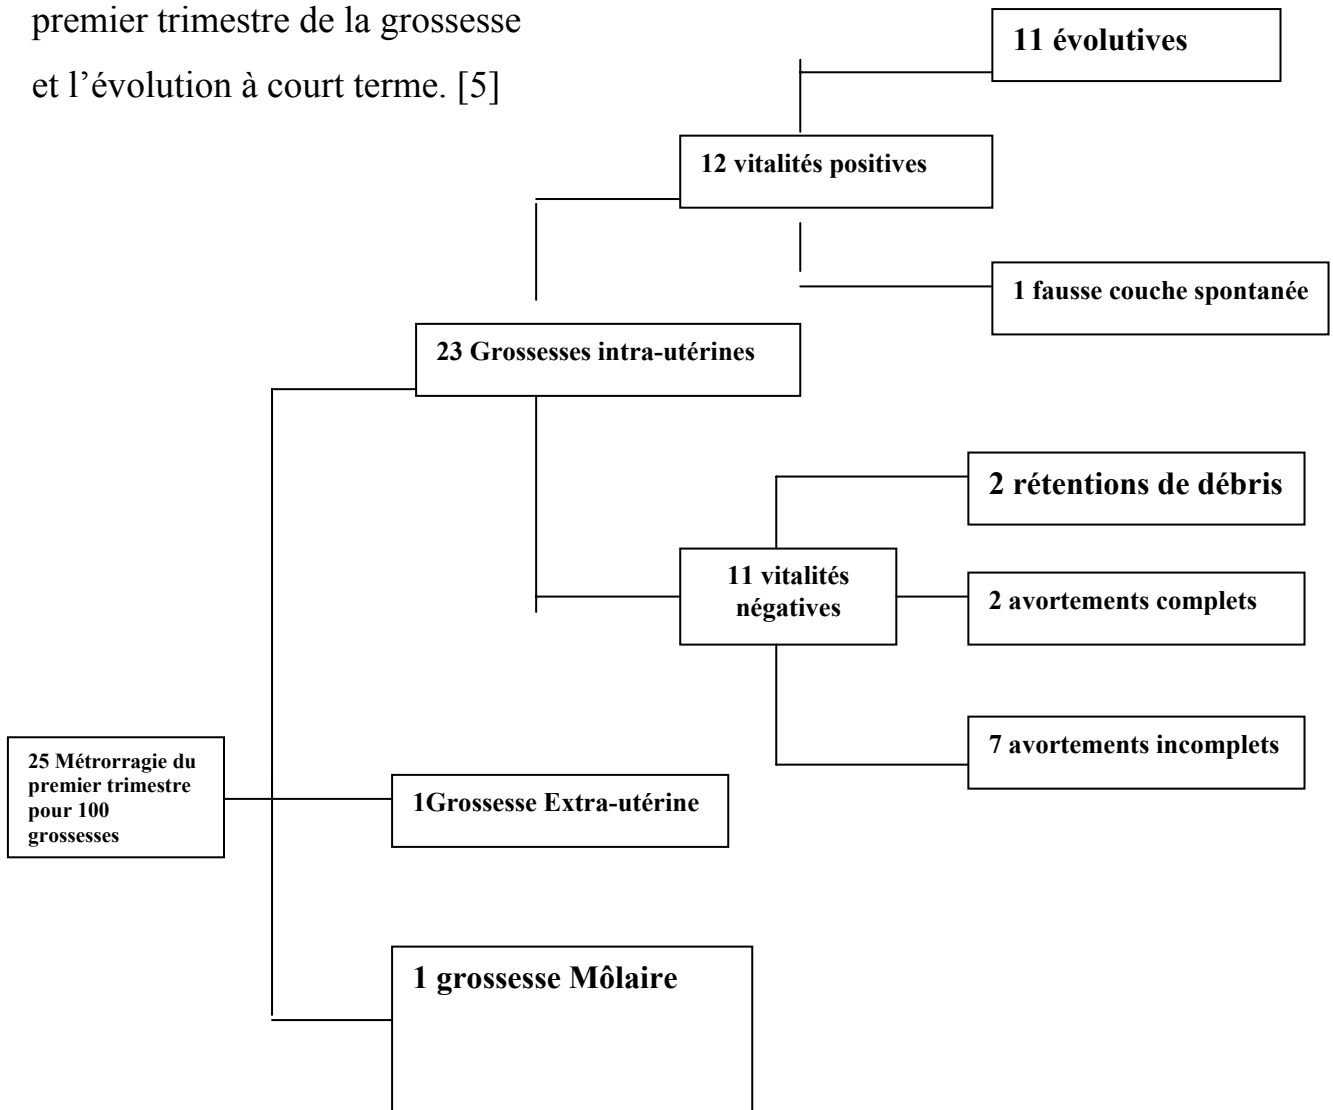 premier trimestre de la grossesse
et l’évolution à court terme. [5]
11 évolutives
12 vitalités positives
1 fausse couche spontanée
23 Grossesses intra-utérines
2 rétentions de débris
11 vitalités
négatives
2 avortements complets
7 avortements incomplets
25 Métrorragie du
premier trimestre
pour 100
grossesses
1Grossesse Extra-utérine
1 grossesse Môlaire